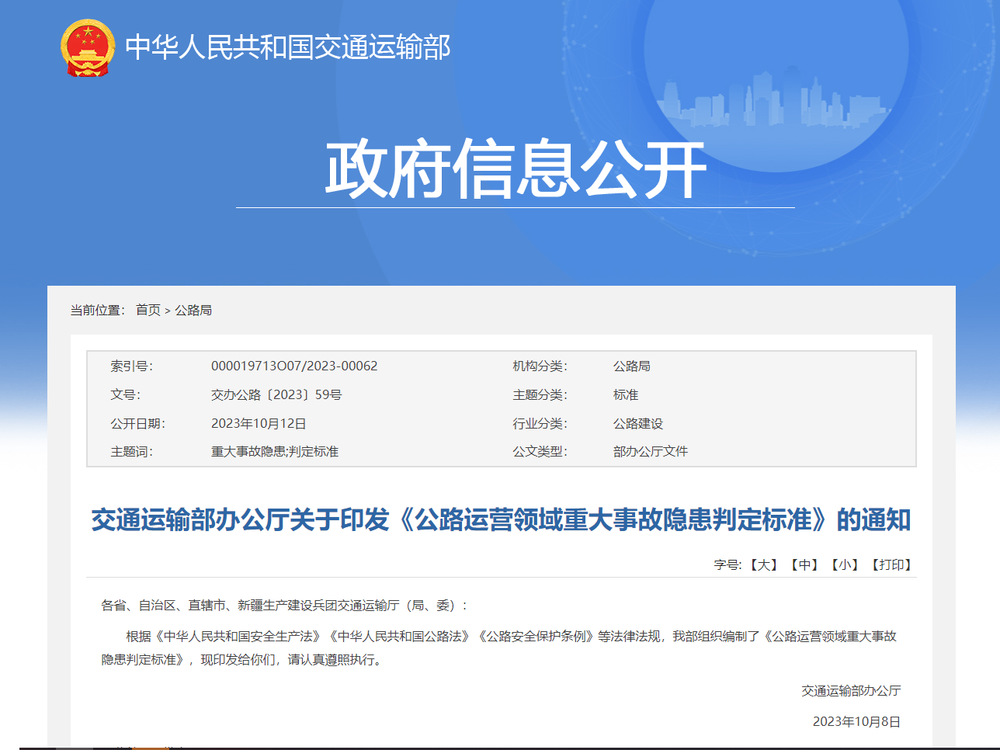 中华人民共和国交通运输部
政府信息公开
当前位置： 首页 > 公路局
索引号： 000019713O07/2023-00062 机构分类： 公路局
文号： 交办公路〔2023〕59号 主题分类： 标准
公开日期： 2023年10月12日 行业分类： 公路建设
主题词： 重大事故隐患;判定标准 公文类型： 部办公厅文件
交通运输部办公厅关于印发《公路运营领域重大事故隐患判定标准》的通知
字号:【大】 【中】 【小】 【打印】
各省、自治区、直辖市、新疆生产建设兵团交通运输厅（局、委）：
根据《中华人民共和国安全生产法》《中华人民共和国公路法》《公路安全保护条例》等法律法规，我部组织编制了《公路运营领域重大事故
隐患判定标准》，现印发给你们，请认真遵照执行。
交通运输部办公厅
2023年10月8日